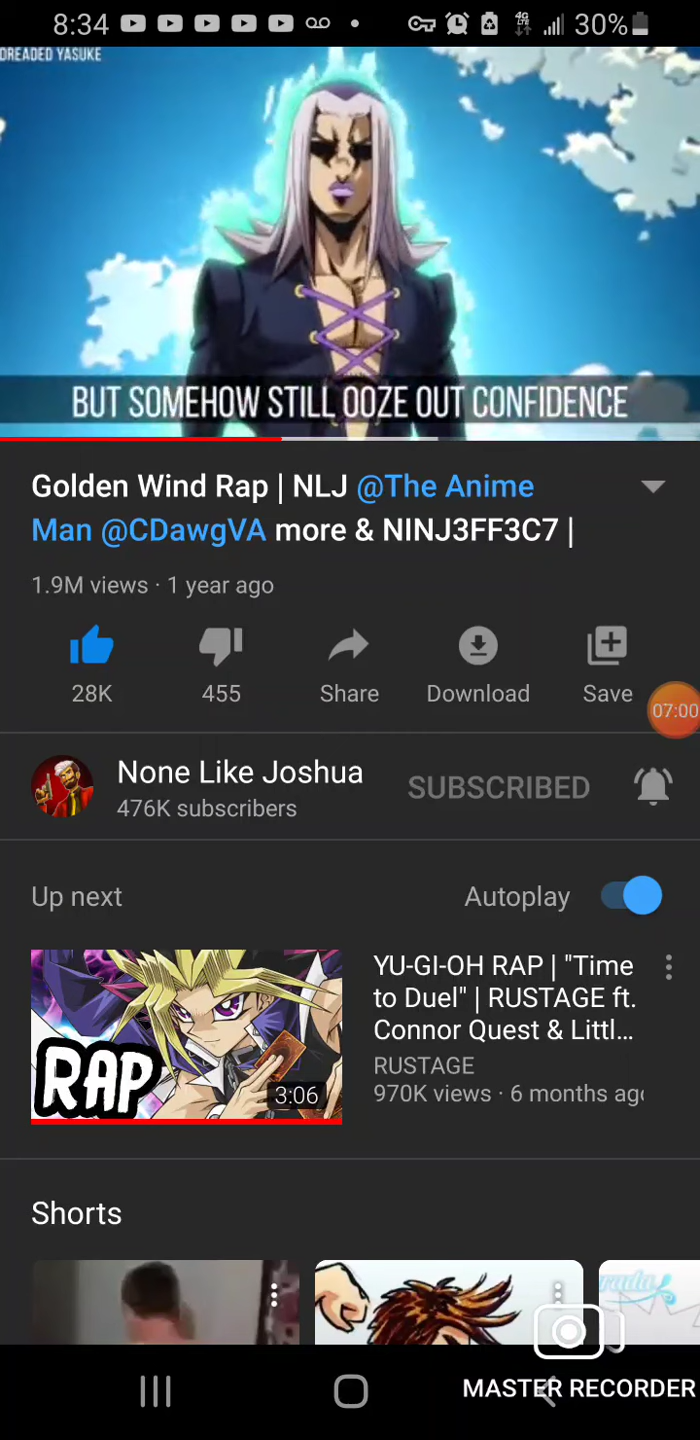 8:34
4G
30%
DREADED YASUKE
BUT SOMEHOW STILL OOZE OUT CONFIDENCE
Golden Wind Rap | NLJ @The Anime
Man @CDawgVA more & NINJ3FF3C7 |
1.9M views · 1 year ago
28K
455
Share
Download
Save
07:00
None Like Joshua
476K subscribers
SUBSCRIBED
Up next
Autoplay
RAP
3:06
YU-GI-OH RAP | "Time
to Duel" | RUSTAGE ft.
Connor Quest & Littl...
RUSTAGE
970K views · 6 months ag
Shorts
MASTER RECORDER